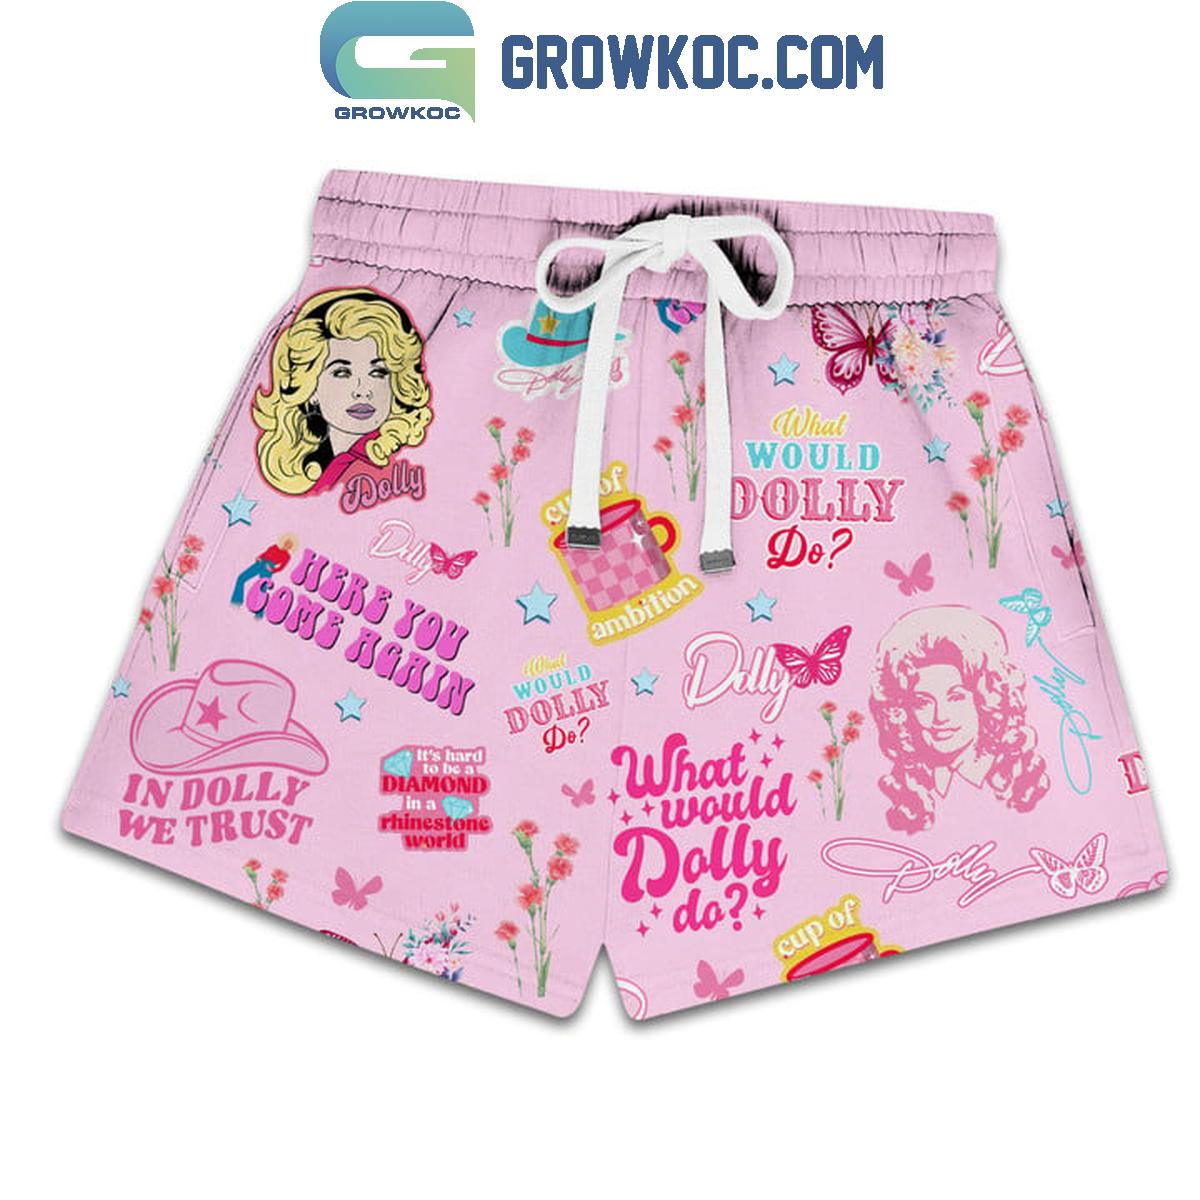 GROWKOC
GROWKOC.COM
Dolly
Dolly
What
WOULD
DOLLY
Do?
cup of
ambition
Dolly
HERE YOU
COME AGAIN
What
WOULD
DOLLY
Do?
Dolly
Dolly
IN DOLLY
WE TRUST
It's hard
to be a
DIAMOND
in a
rhinestone
world
What
would
Dolly
do?
Dolly
cup of